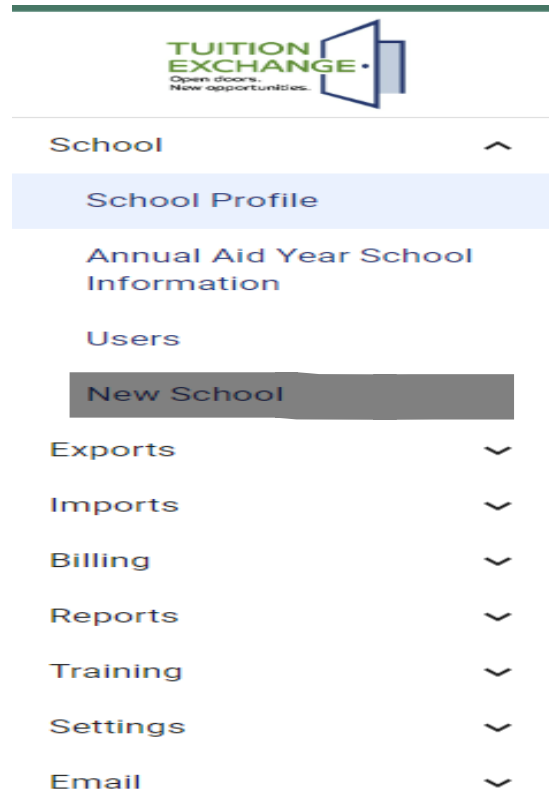 TUITION
EXCHANGE
Open doors.
New opportunities.
School
School Profile
Annual Aid Year School
Information
Users
New School
Exports
Imports
Billing
Reports
Training
Settings
Email